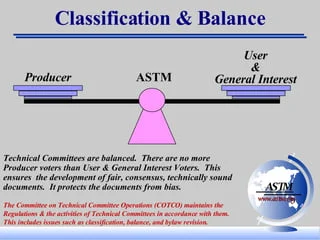 Classification & Balance
User
&
General Interest
Producer
ASTM
Technical Committees are balanced. There are no more
Producer voters than User & General Interest Voters. This
ensures the development of fair, consensus, technically sound
documents. It protects the documents from bias.
The Committee on Technical Committee Operations (COTCO) maintains the
Regulations & the activities of Technical Committees in accordance with them.
This includes issues such as classification, balance, and bylaw revision.
ASTM
www.astm.org